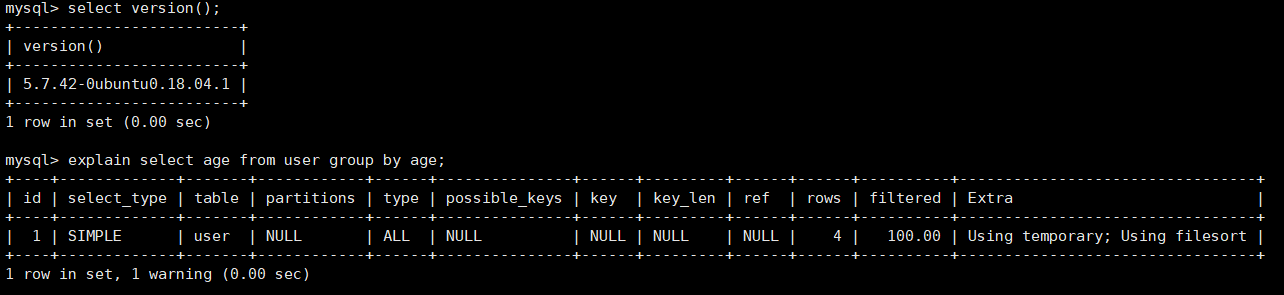 mysql> select version();
+-------------------------+
| version()               |
+-------------------------+
| 5.7.42-0ubuntu0.18.04.1 |
+-------------------------+
1 row in set (0.00 sec)

mysql> explain select age from user group by age;
+----+-------------+-------+------------+------+---------------+------+---------+------+------+----------+---------------------------------+
| id | select_type | table | partitions | type | possible_keys | key  | key_len | ref  | rows | filtered | Extra                           |
+----+-------------+-------+------------+------+---------------+------+---------+------+------+----------+---------------------------------+
|  1 | SIMPLE      | user  | NULL       | ALL  | NULL          | NULL | NULL    | NULL |    4 |   100.00 | Using temporary; Using filesort |
+----+-------------+-------+------------+------+---------------+------+---------+------+------+----------+---------------------------------+
1 row in set, 1 warning (0.00 sec)